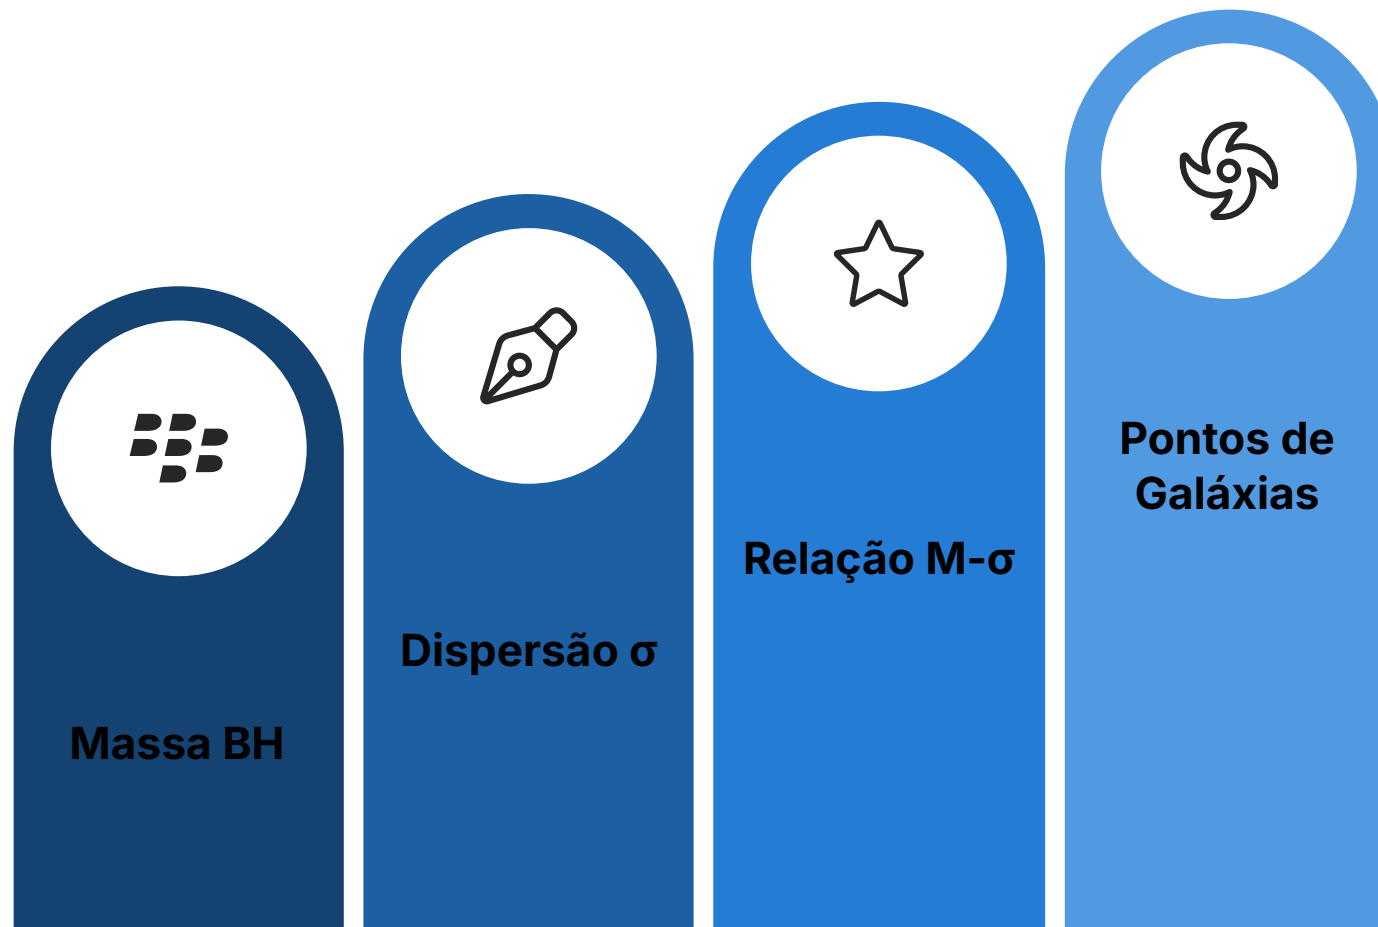 Massa BH
Dispersão σ
Relação M-σ
Pontos de
Galáxias